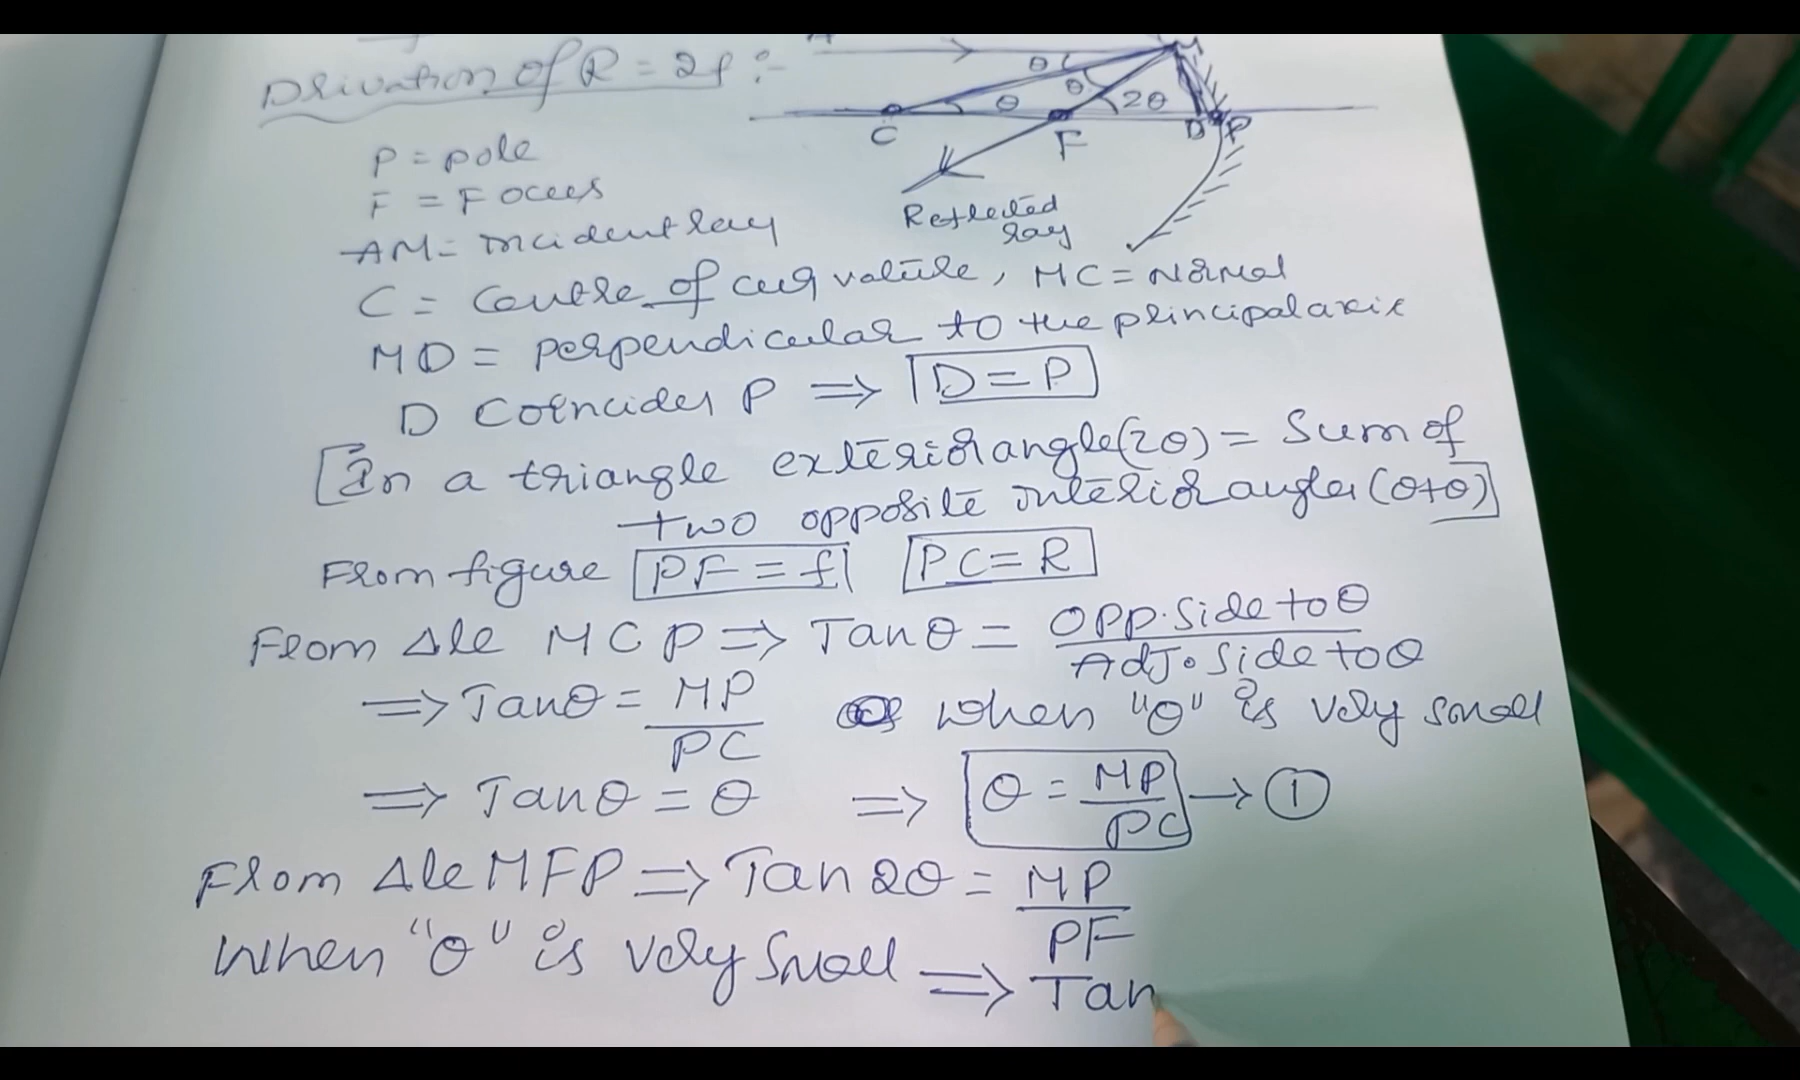 Drivation of R = 2f :-
A
M
θ
θ
θ
2θ
C
F
D
P
Reflected
ray
P = pole
F = Focus
AM = incident ray
C = Centre of curvature, MC = Normal
MD = perpendicular to the principal axis
D Coincides P ⇒ D = P
[In a triangle exterior angle(2θ) = Sum of
two opposite interior angles (θ+θ)]
From figure PF = f PC = R
From Δle MCP ⇒ Tanθ = Opp. Side to θ / Adj. side to θ
⇒ Tanθ = MP / PC when "θ" is very small
⇒ Tanθ = θ ⇒ θ = MP / PC → ①
From Δle MFP ⇒ Tan 2θ = MP / PF
When "θ" is very small ⇒ Tan